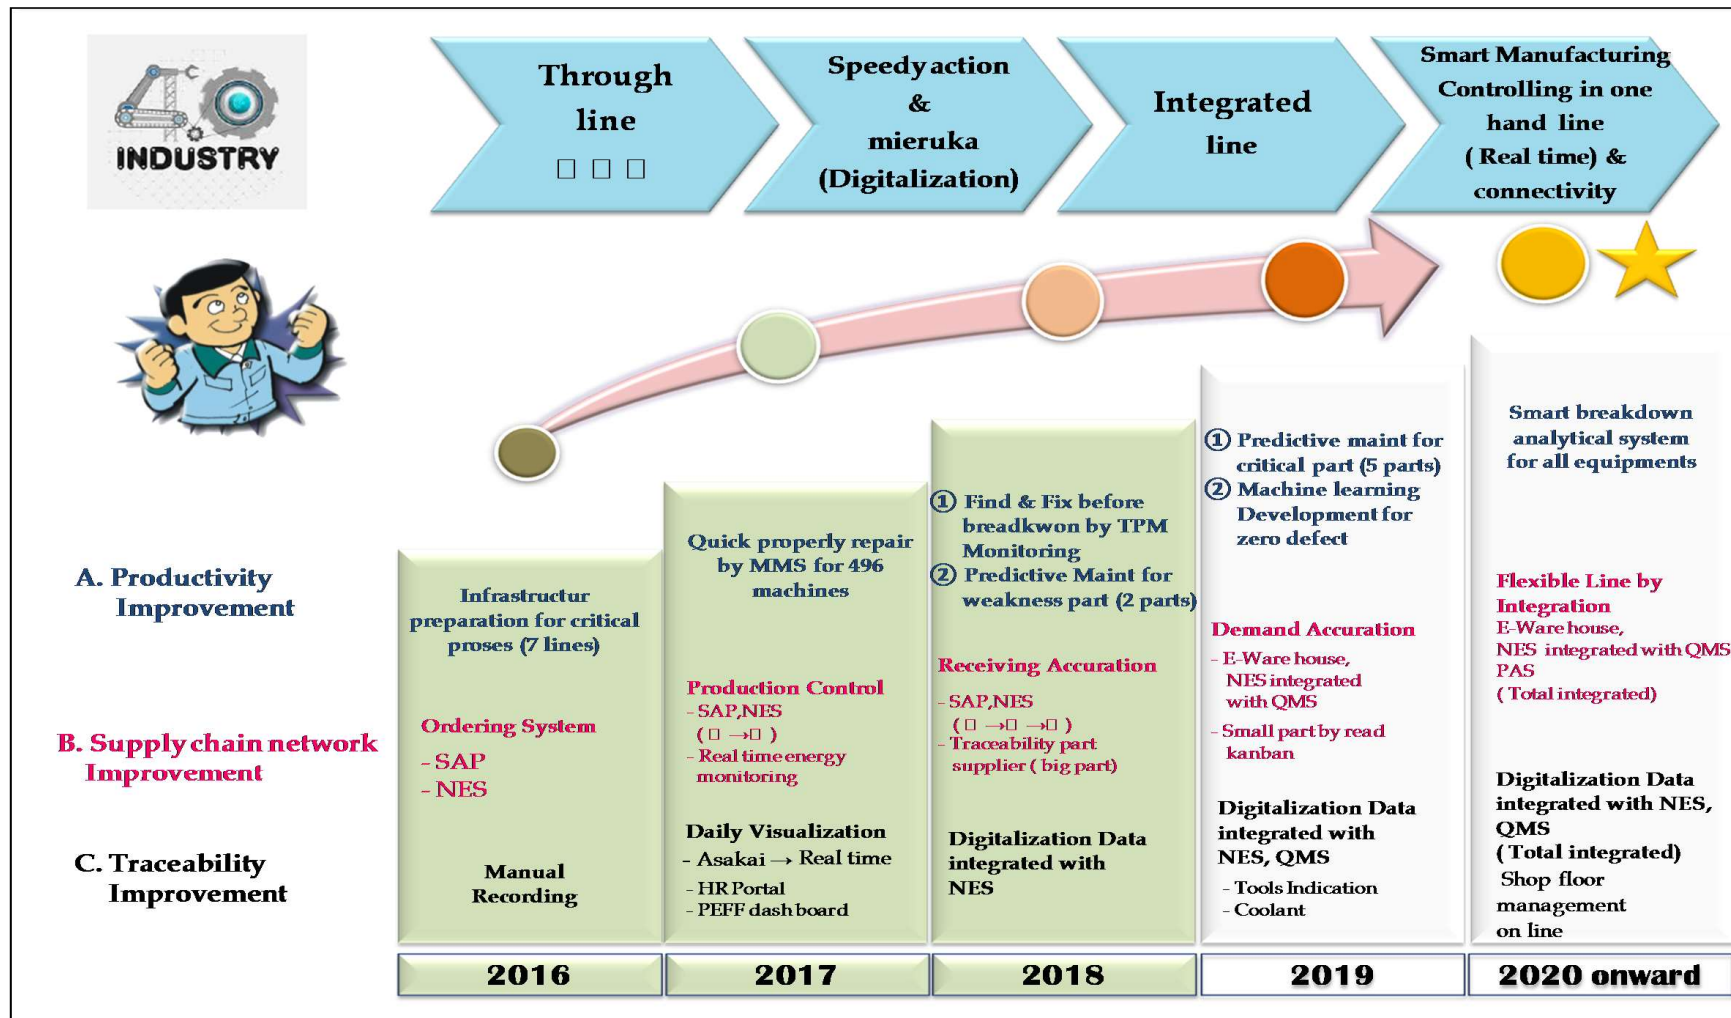 INDUSTRY
Through
line
□ □ □
Speedy action
&
mieruka
(Digitalization)
Integrated
line
Smart Manufacturing
Controlling in one
hand line
( Real time) &
connectivity
A. Productivity
Improvement
B. Supply chain network
Improvement
C. Traceability
Improvement
Infrastructur
preparation for critical
proses (7 lines)
Ordering System
- SAP
- NES
Manual
Recording
2016
Quick properly repair
by MMS for 496
machines
Production Control
- SAP,NES
( □ →□ )
- Real time energy
monitoring
Daily Visualization
- Asakai → Real time
- HR Portal
- PEFF dash board
2017
① Find & Fix before
breadkwon by TPM
Monitoring
② Predictive Maint for
weakness part (2 parts)
Receiving Accuration
- SAP,NES
( □ →□ →□ )
- Traceability part
supplier ( big part)
Digitalization Data
integrated with
NES
2018
① Predictive maint for
critical part (5 parts)
② Machine learning
Development for
zero defect
Demand Accuration
- E-Ware house,
NES integrated
with QMS
- Small part by read
kanban
Digitalization Data
integrated with
NES, QMS
- Tools Indication
- Coolant
2019
Smart breakdown
analytical system
for all equipments
Flexible Line by
Integration
E-Ware house,
NES integrated with QMS
PAS
( Total integrated)
Digitalization Data
integrated with NES,
QMS
( Total integrated)
Shop floor
management
on line
2020 onward